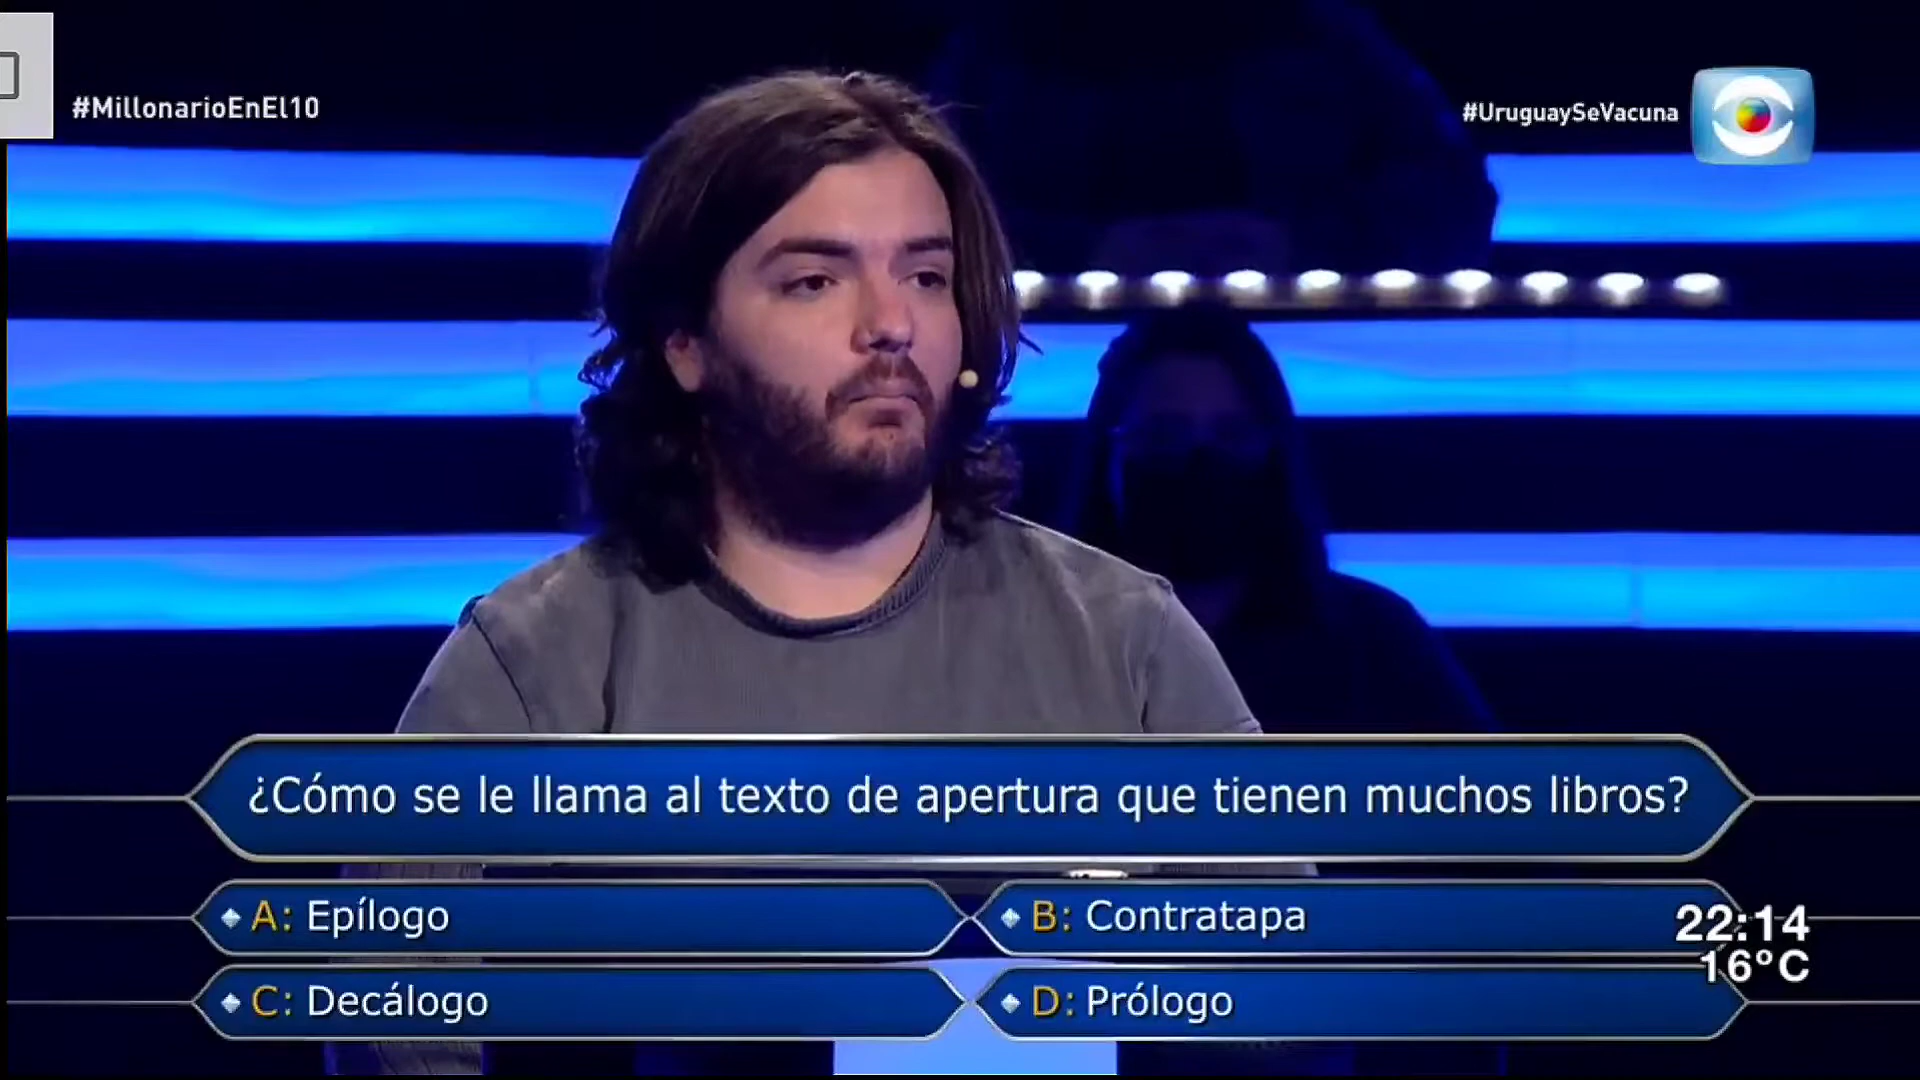 #MillonarioEnEl10
#UruguaySeVacuna
¿Cómo se le llama al texto de apertura que tienen muchos libros?
A: Epílogo
B: Contratapa
C: Decálogo
D: Prólogo
22:14
16°C